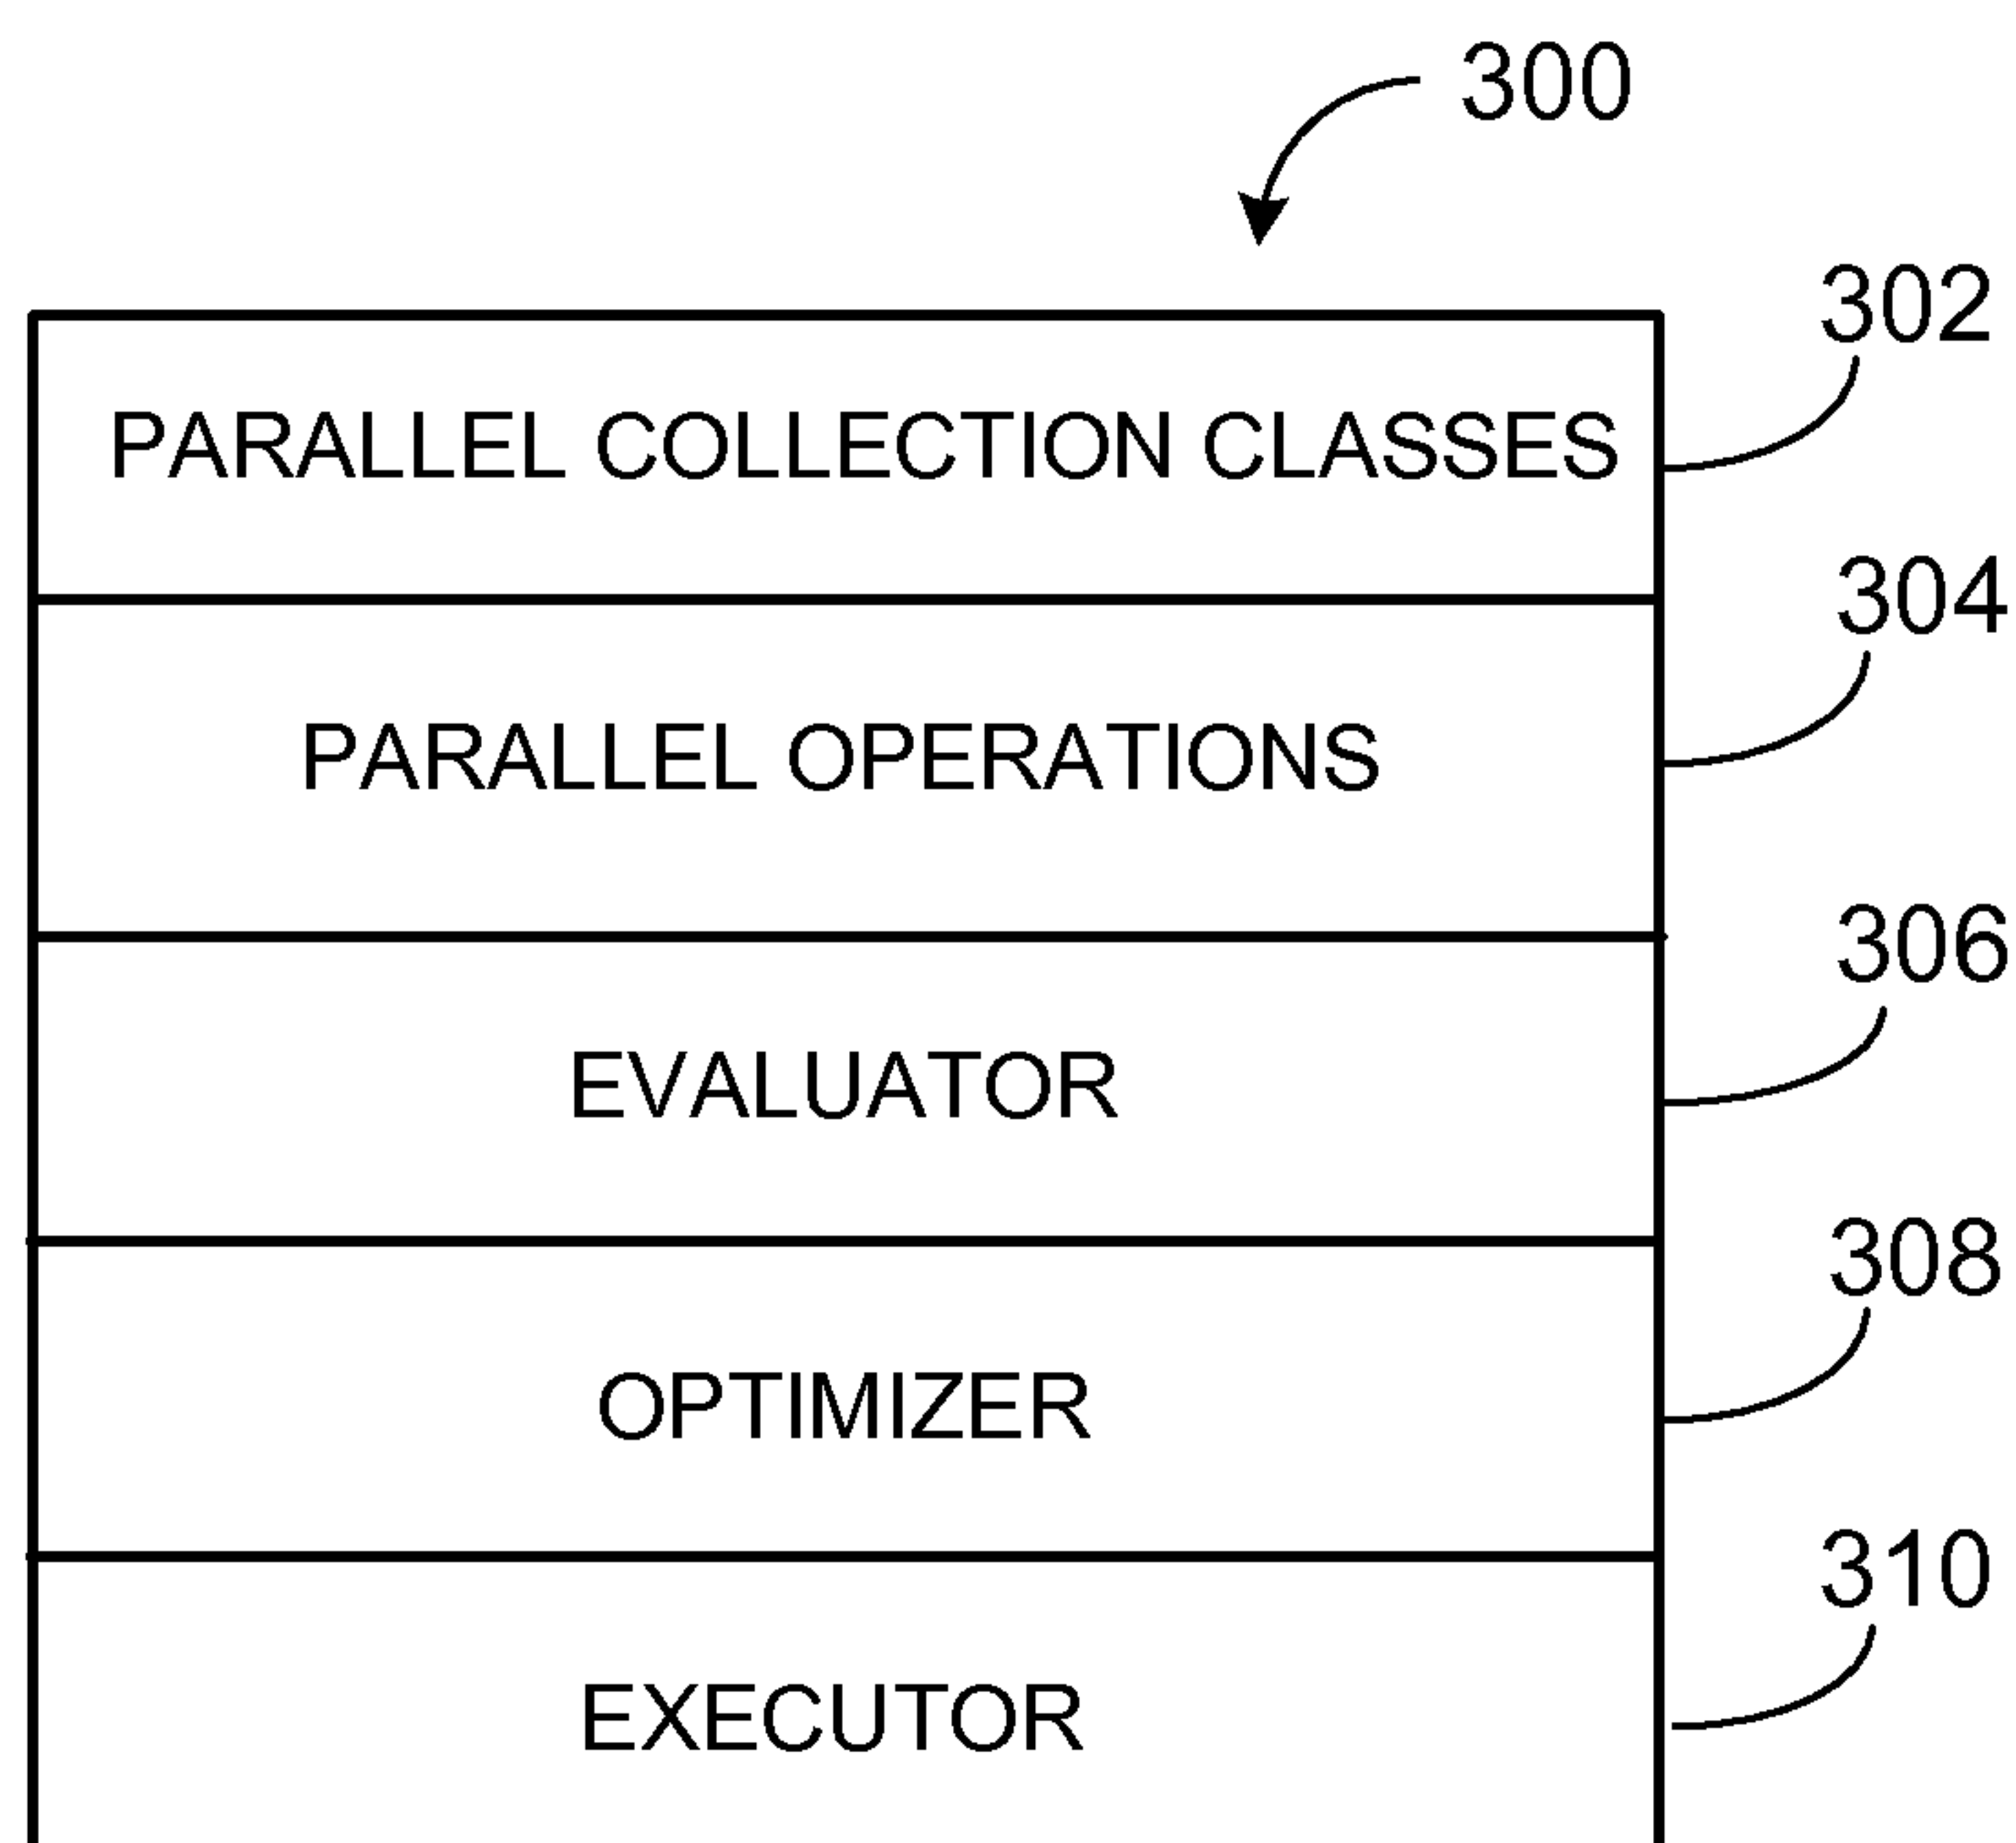 300
302
PARALLEL COLLECTION CLASSES
304
PARALLEL OPERATIONS
306
EVALUATOR
308
OPTIMIZER
310
EXECUTOR